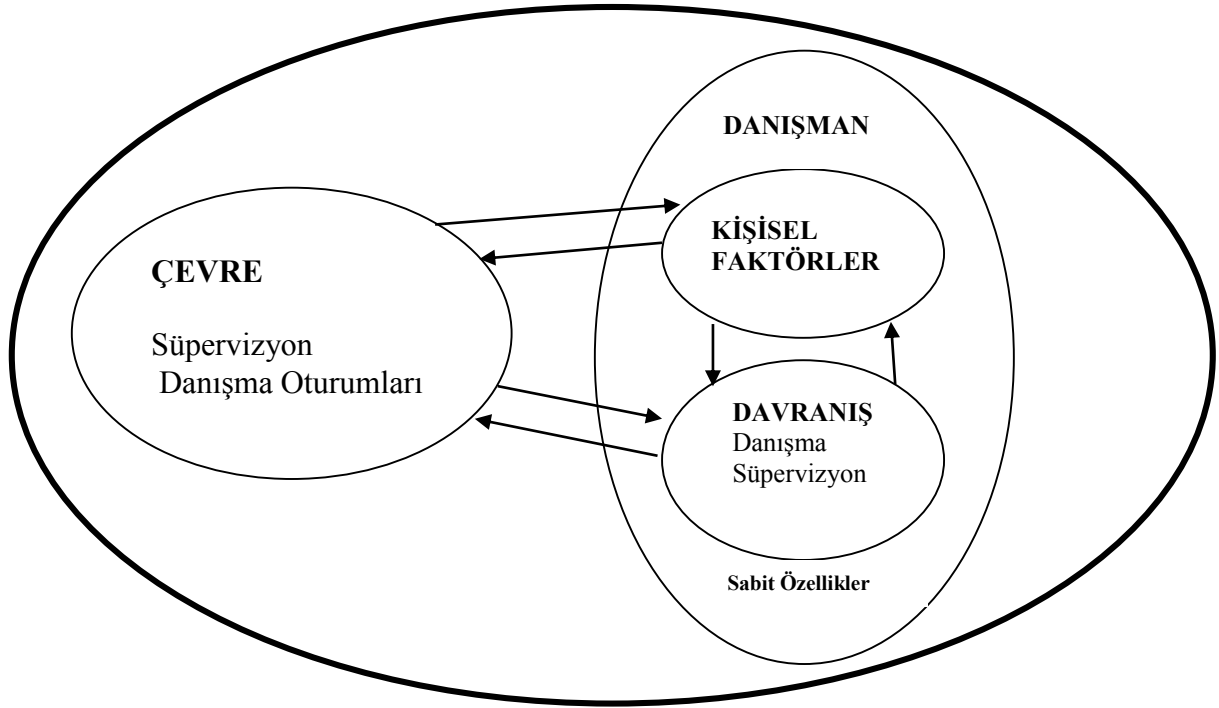 DANIŞMAN
KİŞİSEL
FAKTÖRLER
ÇEVRE
Süpervizyon
Danışma Oturumları
DAVRANIŞ
Danışma
Süpervizyon
Sabit Özellikler